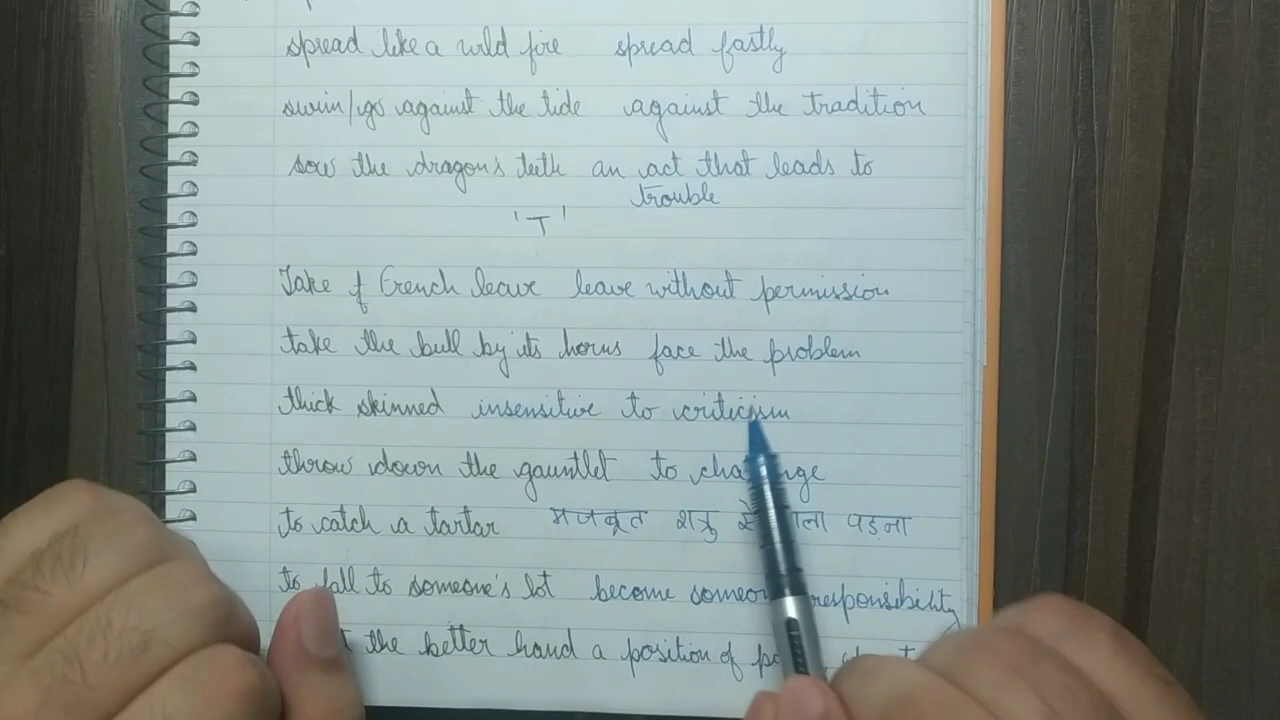 spread like a wild fire spread fastly
swim/go against the tide against the tradition
sow the dragon's teeth an act that leads to
trouble
'T'
Take f French leave leave without permission
take the bull by its horns face the problem
thick skinned insensitive to criticism
throw down the gauntlet to
to catch a tartar मजबूत शत्रु पड़ना
to fall to someone's lot become responsibility
the better hand a position of